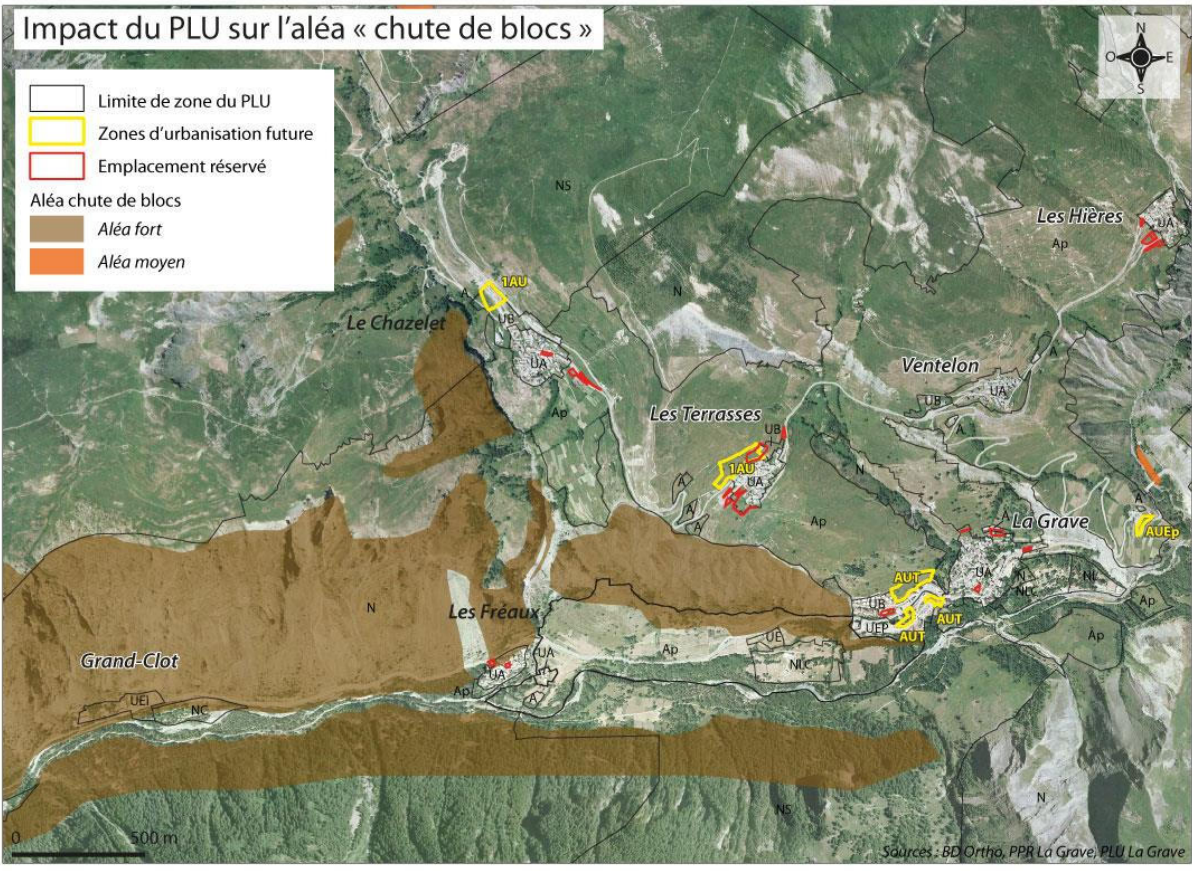 Impact du PLU sur l'aléa « chute de blocs »
N
O E
S
Limite de zone du PLU
Zones d'urbanisation future
Emplacement réservé
Aléa chute de blocs
Aléa fort
Aléa moyen
NS
Les Hières
UA
Ap
A
N
A
1AU
UB
Le Chazelet
UA
A
Ventelon
UA
UB
Ap
Les Terrasses
A
UB
N
1AU
UA
A
A
A
A
Ap
A
La Grave
AUEp
UA
N
NL
NLC
AUT
UB
AUT
UEP
AUT
Ap
N
Les Fréaux
UE
Ap
Ap
UA
NLC
Grand-Clot
UA
Ap
A
UEI
NC
N
NS
0 500 m
Sources : BD Ortho, PPR La Grave, PLU La Grave